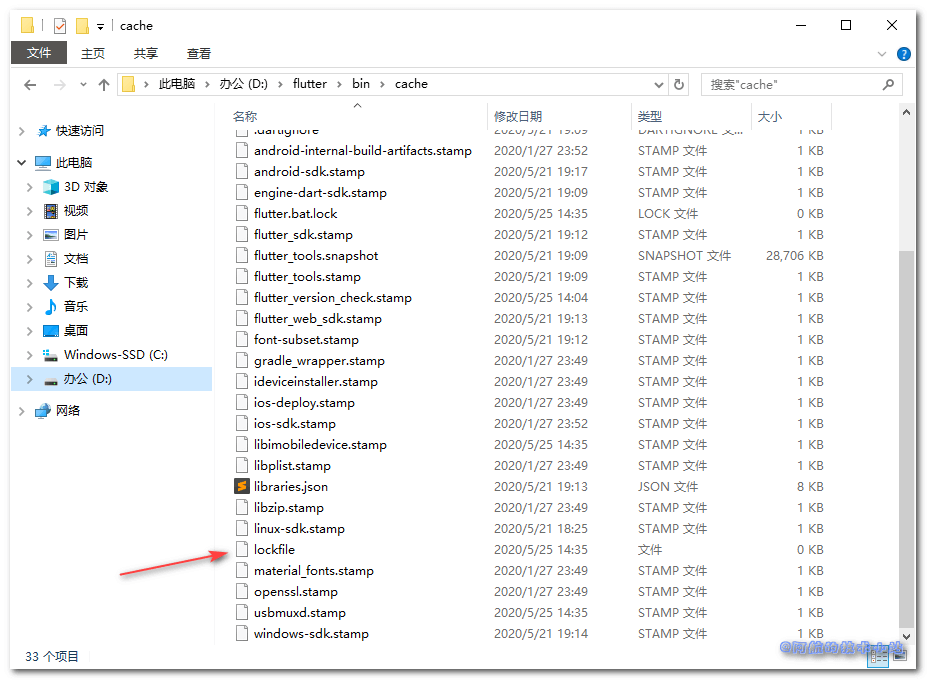 cache
文件 主页 共享 查看
此电脑 办公 (D:) flutter bin cache 搜索"cache"
名称 修改日期 类型 大小
.dartignore 2020/5/21 19:09 DARTIGNORE 文... 1 KB
快速访问
android-internal-build-artifacts.stamp 2020/1/27 23:52 STAMP 文件 1 KB
此电脑
android-sdk.stamp 2020/5/21 19:17 STAMP 文件 1 KB
3D 对象
engine-dart-sdk.stamp 2020/5/21 19:09 STAMP 文件 1 KB
视频
flutter.bat.lock 2020/5/25 14:35 LOCK 文件 0 KB
图片
flutter_sdk.stamp 2020/5/21 19:12 STAMP 文件 1 KB
文档
flutter_tools.snapshot 2020/5/21 19:09 SNAPSHOT 文件 28,706 KB
下载
flutter_tools.stamp 2020/5/21 19:09 STAMP 文件 1 KB
音乐
flutter_version_check.stamp 2020/5/25 14:04 STAMP 文件 1 KB
桌面
flutter_web_sdk.stamp 2020/5/21 19:13 STAMP 文件 1 KB
font-subset.stamp 2020/5/21 19:12 STAMP 文件 1 KB
Windows-SSD (C:)
gradle_wrapper.stamp 2020/1/27 23:49 STAMP 文件 1 KB
办公 (D:)
ideviceinstaller.stamp 2020/1/27 23:49 STAMP 文件 1 KB
ios-deploy.stamp 2020/1/27 23:49 STAMP 文件 1 KB
网络
ios-sdk.stamp 2020/1/27 23:52 STAMP 文件 1 KB
libimobiledevice.stamp 2020/5/25 14:35 STAMP 文件 1 KB
libplist.stamp 2020/1/27 23:49 STAMP 文件 1 KB
libraries.json 2020/5/21 19:13 JSON 文件 8 KB
libzip.stamp 2020/1/27 23:49 STAMP 文件 1 KB
linux-sdk.stamp 2020/5/21 18:25 STAMP 文件 1 KB
lockfile 2020/5/25 14:35 文件 0 KB
material_fonts.stamp 2020/1/27 23:49 STAMP 文件 1 KB
openssl.stamp 2020/1/27 23:49 STAMP 文件 1 KB
usbmuxd.stamp 2020/5/25 14:35 STAMP 文件 1 KB
windows-sdk.stamp 2020/5/21 19:14 STAMP 文件 1 KB
33 个项目